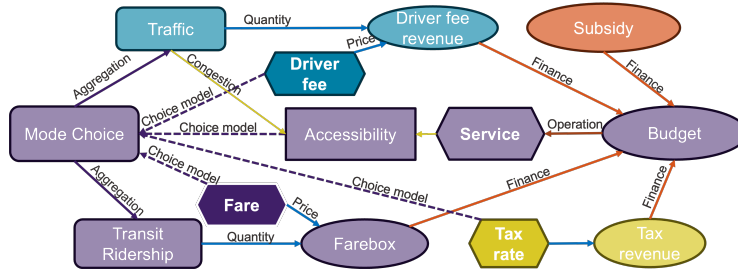 Traffic
Quantity
Driver fee
revenue
Subsidy
Price
Driver
fee
Aggregation
Congestion
Finance
Finance
Choice model
Mode Choice
Choice model
Accessibility
Service
Operation
Budget
Choice model
Aggregation
Choice model
Finance
Finance
Fare
Price
Transit
Ridership
Quantity
Farebox
Tax
rate
Tax
revenue